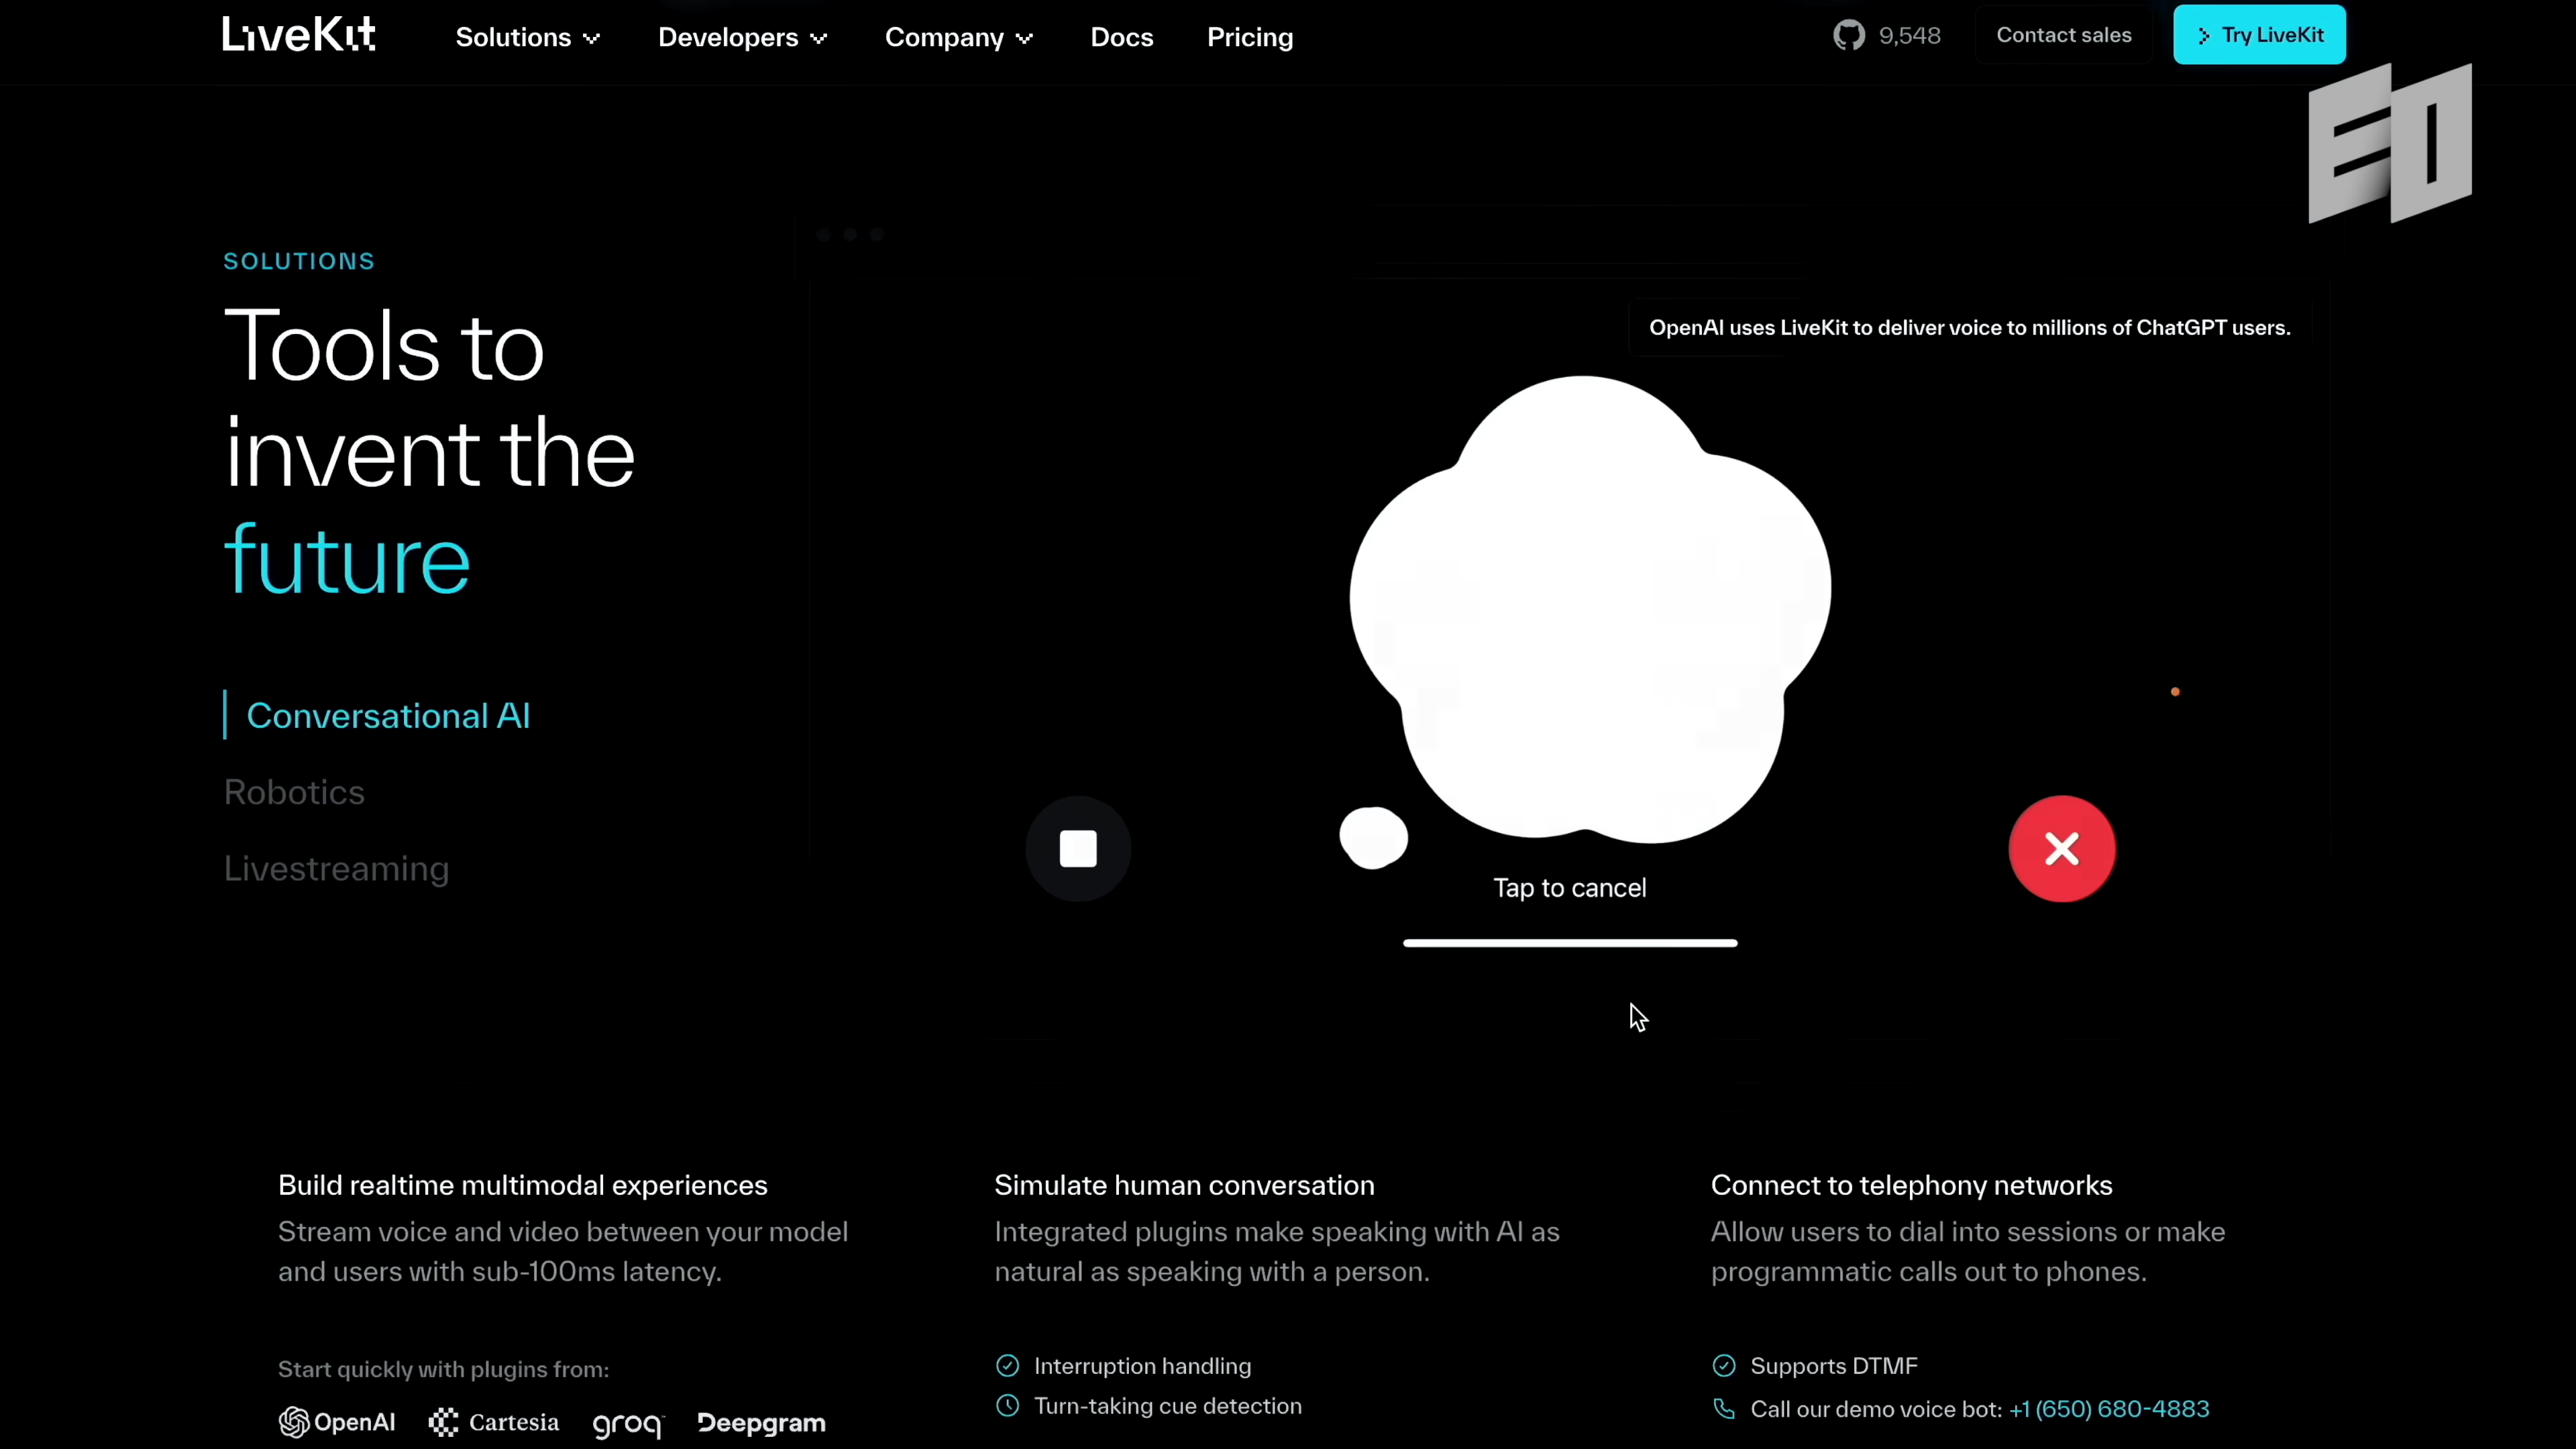 LiveKit
Solutions
Developers
Company
Docs
Pricing
9,548
Contact sales
Try LiveKit
EO
SOLUTIONS
Tools to
invent the
future
Conversational AI
Robotics
Livestreaming
OpenAI uses LiveKit to deliver voice to millions of ChatGPT users.
Tap to cancel
Build realtime multimodal experiences
Stream voice and video between your model
and users with sub-100ms latency.
Start quickly with plugins from:
OpenAI
Cartesia
groq
Deepgram
Simulate human conversation
Integrated plugins make speaking with AI as
natural as speaking with a person.
Interruption handling
Turn-taking cue detection
Connect to telephony networks
Allow users to dial into sessions or make
programmatic calls out to phones.
Supports DTMF
Call our demo voice bot: +1 (650) 680-4883